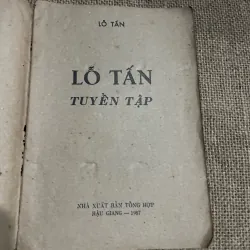 LỖ TẤN
LỖ TẤN
TUYỂN TẬP
NHÀ XUẤT BẢN TỔNG HỢP
HẬU GIANG — 1987